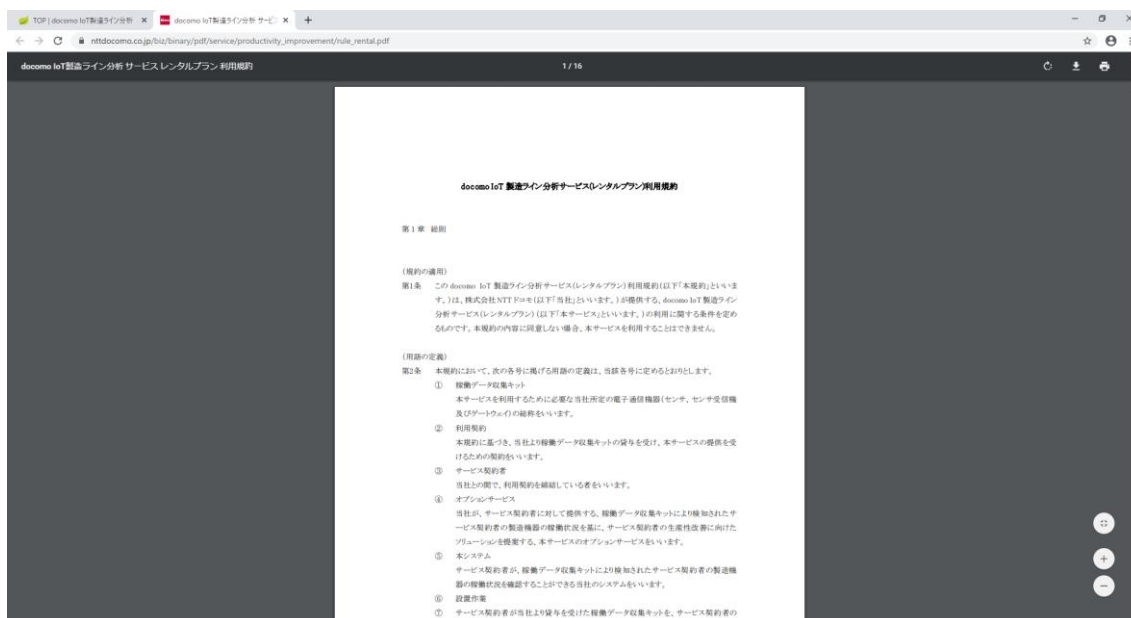 TOP | docomo IoT製造ライン分析
docomo IoT製造ライン分析 サービ
nttdocomo.co.jp/biz/binary/pdf/service/productivity_improvement/rule_rental.pdf
docomo IoT製造ライン分析 サービス レンタルプラン 利用規約
1 / 16
docomo IoT 製造ライン分析サービス(レンタルプラン)利用規約
第1章 総則
(規約の適用)
第1条 この docomo IoT 製造ライン分析サービス(レンタルプラン)利用規約(以下「本規約」といいま
す。)は、株式会社NTTドコモ(以下「当社」といいます。)が提供する、docomo IoT 製造ライン
分析サービス(レンタルプラン)(以下「本サービス」といいます。)の利用に関する条件を定め
るものです。本規約の内容に同意しない場合、本サービスを利用することはできません。
(用語の定義)
第2条 本規約において、次の各号に掲げる用語の定義は、当該各号に定めるとおりとします。
① 稼働データ収集キット
本サービスを利用するために必要な当社所定の電子通信機器(センサ、センサ受信機
及びゲートウェイ)の総称をいいます。
② 利用契約
本規約に基づき、当社より稼働データ収集キットの貸与を受け、本サービスの提供を受
けるための契約をいいます。
③ サービス契約者
当社との間で、利用契約を締結している者をいいます。
④ オプションサービス
当社が、サービス契約者に対して提供する、稼働データ収集キットにより検知されたサ
ービス契約者の製造機器の稼働状況を基に、サービス契約者の生産性改善に向けた
ソリューションを提案する、本サービスのオプションサービスをいいます。
⑤ 本システム
サービス契約者が、稼働データ収集キットにより検知されたサービス契約者の製造機
器の稼働状況を確認することができる当社のシステムをいいます。
⑥ 設置作業
⑦ サービス契約者が当社より貸与を受けた稼働データ収集キットを、サービス契約者の